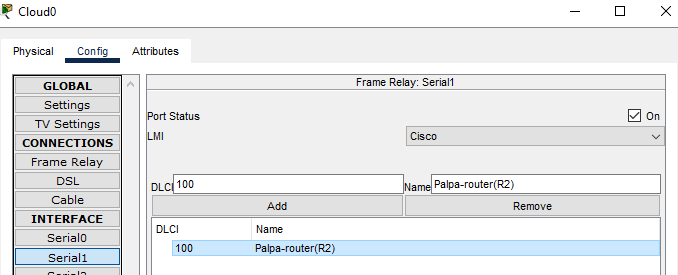 Cloud0
Physical Config Attributes
GLOBAL
Settings
TV Settings
CONNECTIONS
Frame Relay
DSL
Cable
INTERFACE
Serial0
Serial1
Serial2
Frame Relay: Serial1
Port Status On
LMI Cisco
DLCI 100 Name Palpa-router(R2)
Add Remove
DLCI Name
100 Palpa-router(R2)